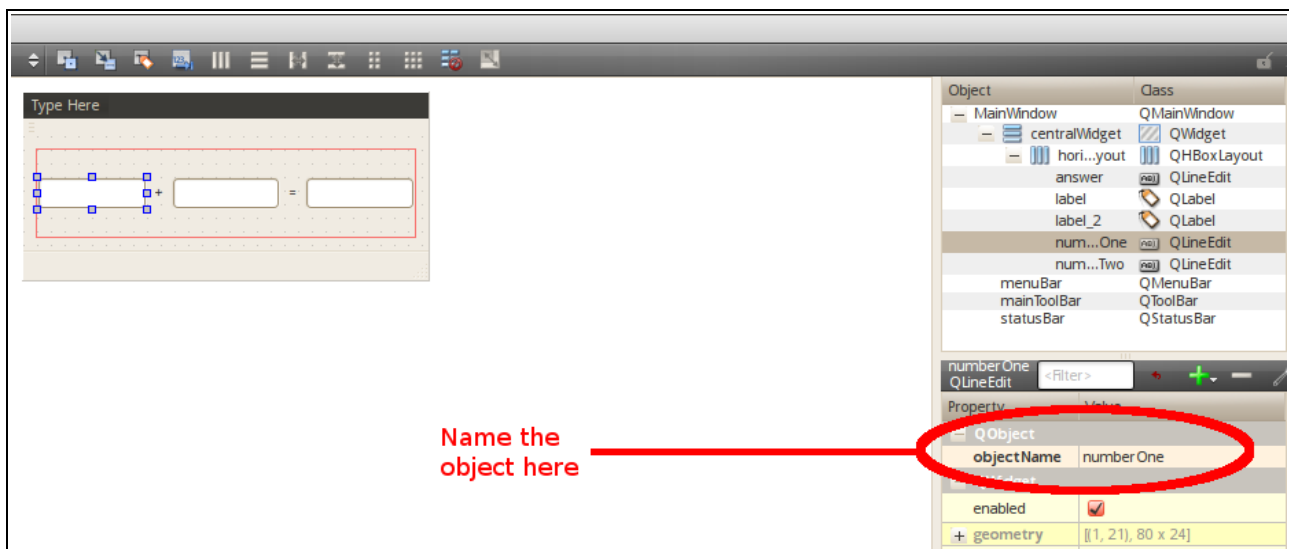 Type Here
+ =
Object Class
MainWindow QMainWindow
centralWidget QWidget
hori...yout QHBoxLayout
answer QLineEdit
label QLabel
label_2 QLabel
num...One QLineEdit
num...Two QLineEdit
menuBar QMenuBar
mainToolBar QToolBar
statusBar QStatusBar
numberOne
QLineEdit
<Filter>
Property Value
QObject
objectName numberOne
QWidget
enabled
geometry [(1, 21), 80 x 24]
Name the
object here